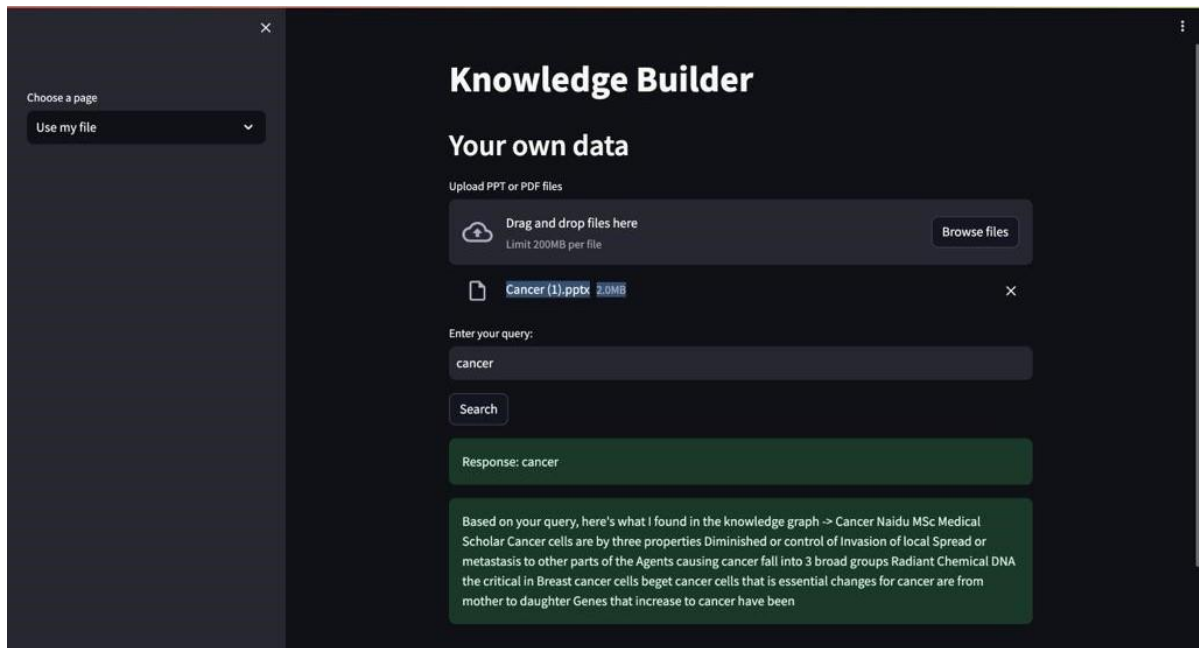 Choose a page
Use my file
Knowledge Builder
Your own data
Upload PPT or PDF files
Drag and drop files here
Limit 200MB per file
Browse files
Cancer (1).pptx 2.0MB
Enter your query:
cancer
Search
Response: cancer
Based on your query, here's what I found in the knowledge graph -> Cancer Naidu MSc Medical
Scholar Cancer cells are by three properties Diminished or control of Invasion of local Spread or
metastasis to other parts of the Agents causing cancer fall into 3 broad groups Radiant Chemical DNA
the critical in Breast cancer cells beget cancer cells that is essential changes for cancer are from
mother to daughter Genes that increase to cancer have been